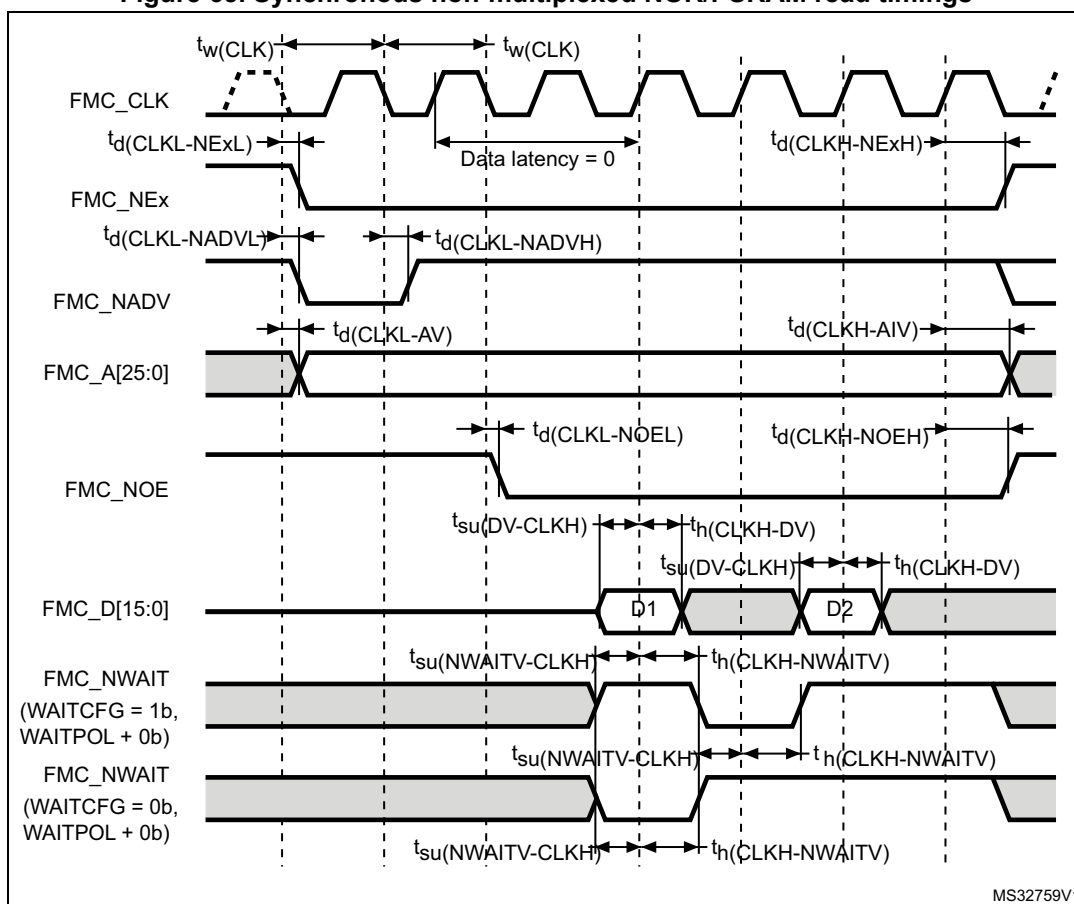 Figure 63. Synchronous non-multiplexed NOR/PSRAM read timings
tw(CLK)
tw(CLK)
FMC_CLK
td(CLKL-NExL)
Data latency = 0
td(CLKH-NExH)
FMC_NEx
td(CLKL-NADVL)
td(CLKL-NADVH)
FMC_NADV
td(CLKL-AV)
td(CLKH-AIV)
FMC_A[25:0]
td(CLKL-NOEL)
td(CLKH-NOEH)
FMC_NOE
tsu(DV-CLKH)
th(CLKH-DV)
tsu(DV-CLKH)
th(CLKH-DV)
FMC_D[15:0]
D1
D2
tsu(NWAITV-CLKH)
th(CLKH-NWAITV)
FMC_NWAIT
(WAITCFG = 1b,
WAITPOL + 0b)
tsu(NWAITV-CLKH)
th(CLKH-NWAITV)
FMC_NWAIT
(WAITCFG = 0b,
WAITPOL + 0b)
tsu(NWAITV-CLKH)
th(CLKH-NWAITV)